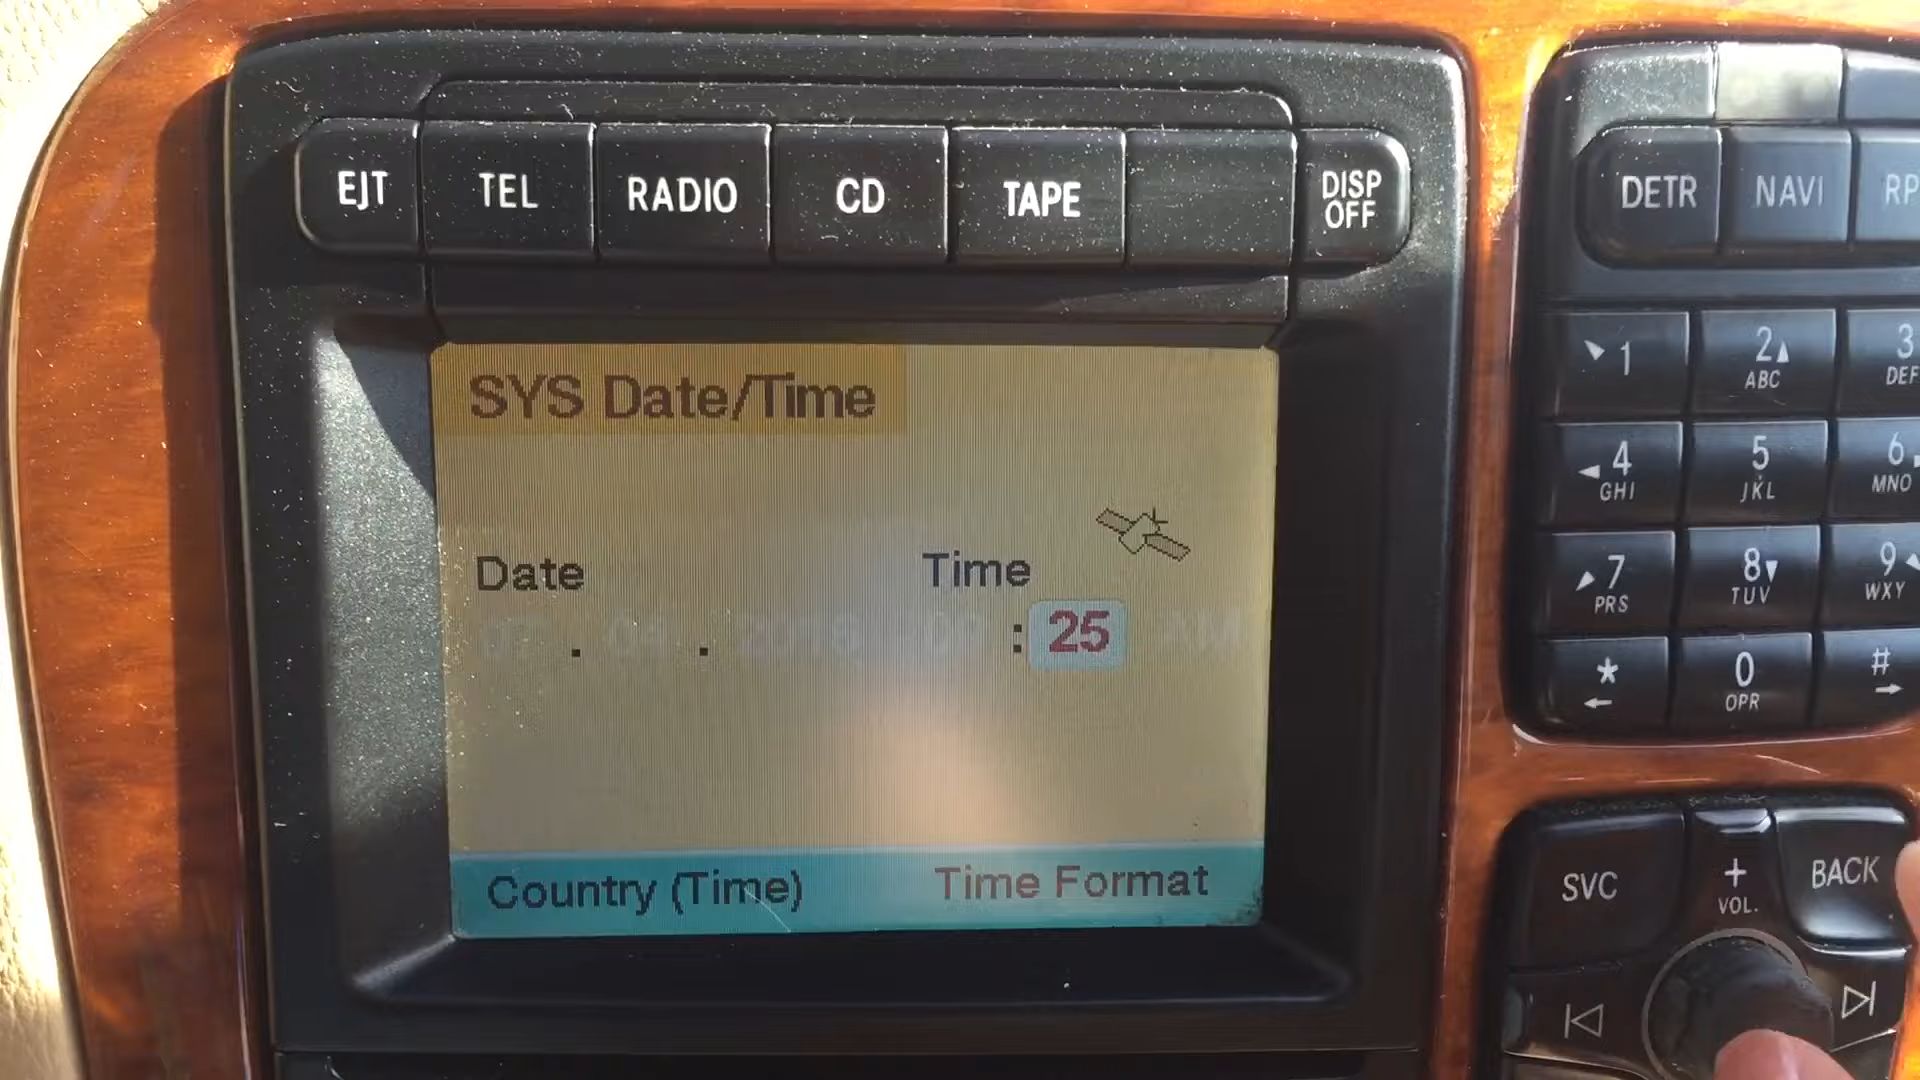 EJT TEL RADIO CD TAPE DISP OFF
DETR NAVI RP
SYS Date/Time
Date Time
. . : 25 AM
Country (Time) Time Format
1 2 ABC 3 DEF
4 GHI 5 JKL 6 MNO
7 PRS 8 TUV 9 WXY
* 0 OPR #
SVC + VOL. BACK